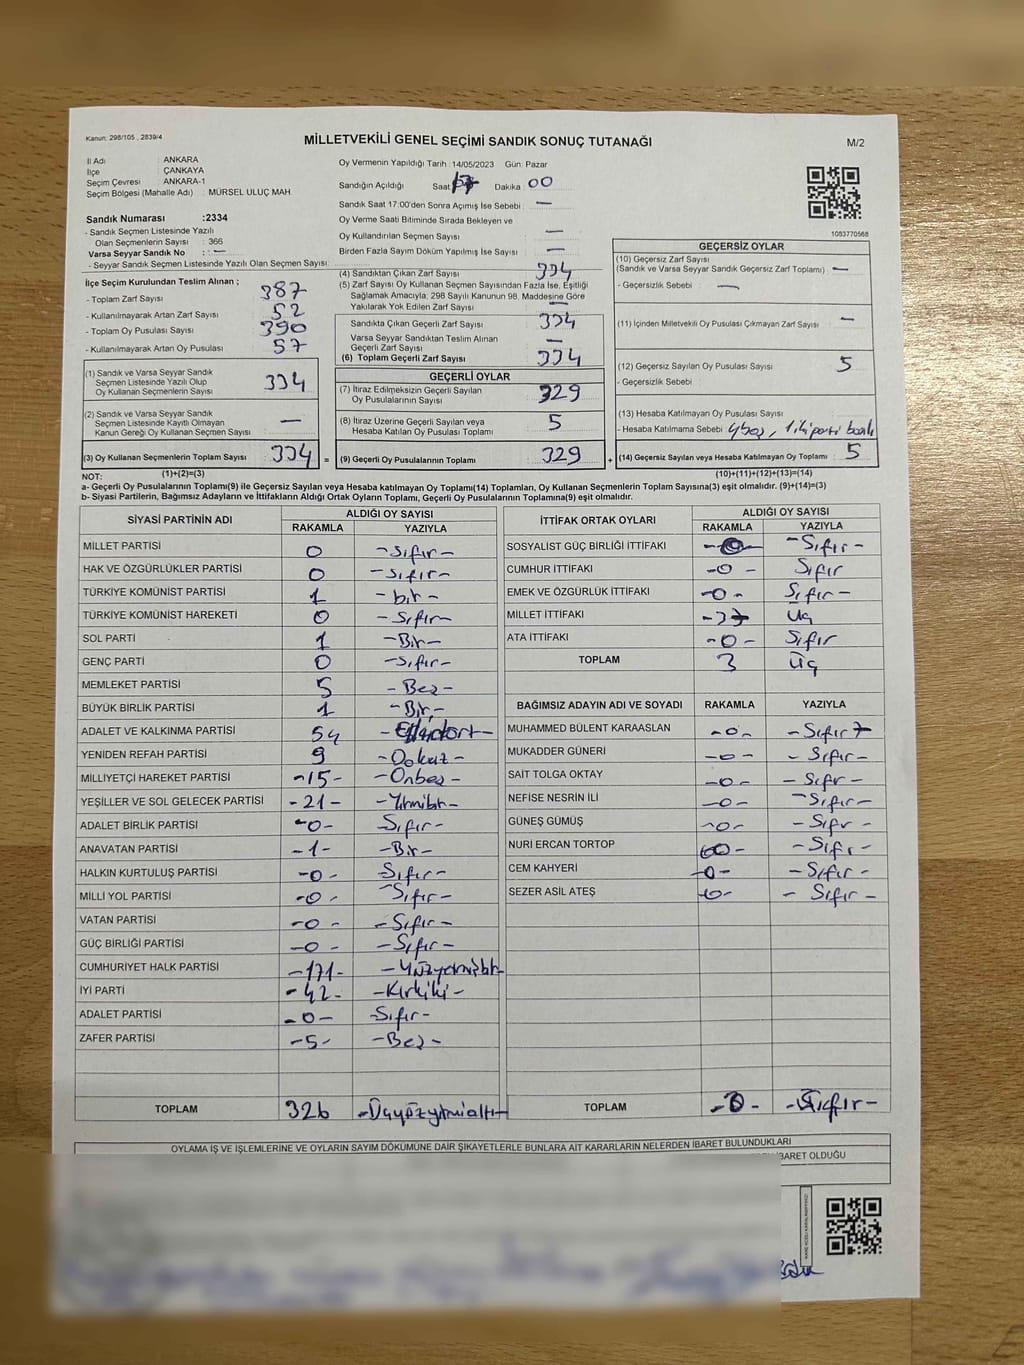 Kanun: 298/105 , 2839/4
MİLLETVEKİLİ GENEL SEÇİMİ SANDIK SONUÇ TUTANAĞI
M/2
İl Adı : ANKARA
İlçe : ÇANKAYA
Seçim Çevresi : ANKARA-1
Seçim Bölgesi (Mahalle Adı) : MÜRSEL ULUÇ MAH.
Sandık Numarası :2334
- Sandık Seçmen Listesinde Yazılı
Olan Seçmenlerin Sayısı : 366
Varsa Seyyar Sandık No : —
- Seyyar Sandık Seçmen Listesinde Yazılı Olan Seçmen Sayısı:
Oy Vermenin Yapıldığı Tarih :14/05/2023 Gün: Pazar
Sandığın Açıldığı Saat 17 Dakika 00
Sandık Saat 17:00'den Sonra Açımış İse Sebebi : —
Oy Verme Saati Bitiminde Sırada Bekleyen ve
Oy Kullandırılan Seçmen Sayısı —
Birden Fazla Sayım Döküm Yapılmış İse Sayısı —
1083770568
İlçe Seçim Kurulundan Teslim Alınan ;
- Toplam Zarf Sayısı 387
- Kullanılmayarak Artan Zarf Sayısı 52
- Toplam Oy Pusulası Sayısı 390
- Kullanılmayarak Artan Oy Pusulası 57
(1) Sandık ve Varsa Seyyar Sandık
Seçmen Listesinde Yazılı Olup
Oy Kullanan Seçmenlerin Sayısı 334
(2) Sandık ve Varsa Seyyar Sandık
Seçmen Listesinde Kayıtlı Olmayan
Kanun Gereği Oy Kullanan Seçmen Sayısı —
(3) Oy Kullanan Seçmenlerin Toplam Sayısı 334 =
(4) Sandıktan Çıkan Zarf Sayısı 334
(5) Zarf Sayısı Oy Kullanan Seçmen Sayısından Fazla İse, Eşitliği
Sağlamak Amacıyla; 298 Sayılı Kanunun 98. Maddesine Göre
Yakılarak Yok Edilen Zarf Sayısı —
Sandıkta Çıkan Geçerli Zarf Sayısı 334
Varsa Seyyar Sandıktan Teslim Alınan
Geçerli Zarf Sayısı —
(6) Toplam Geçerli Zarf Sayısı 334
GEÇERLİ OYLAR
(7) İtiraz Edilmeksizin Geçerli Sayılan
Oy Pusulalarının Sayısı 329
(8) İtiraz Üzerine Geçerli Sayılan veya
Hesaba Katılan Oy Pusulası Toplamı 5
(9) Geçerli Oy Pusulalarının Toplamı 329 +
GEÇERSİZ OYLAR
(10) Geçersiz Zarf Sayısı
(Sandık ve Varsa Seyyar Sandık Geçersiz Zarf Toplamı) —
- Geçersizlik Sebebi —
(11) İçinden Milletvekili Oy Pusulası Çıkmayan Zarf Sayısı —
(12) Geçersiz Sayılan Oy Pusulası Sayısı 5
- Geçersizlik Sebebi
(13) Hesaba Katılmayan Oy Pusulası Sayısı
- Hesaba Katılmama Sebebi 4 boş, 1 iki parti basılı
(14) Geçersiz Sayılan veya Hesaba Katılmayan Oy Toplamı 5
NOT: (1)+(2)=(3) (10)+(11)+(12)+(13)=(14)
a- Geçerli Oy Pusulalarının Toplamı(9) ile Geçersiz Sayılan veya Hesaba katılmayan Oy Toplamı(14) Toplamları, Oy Kullanan Seçmenlerin Toplam Sayısına(3) eşit olmalıdır. (9)+(14)=(3)
b- Siyasi Partilerin, Bağımsız Adayların ve İttifakların Aldığı Ortak Oyların Toplamı, Geçerli Oy Pusulalarının Toplamına(9) eşit olmalıdır.
SİYASİ PARTİNİN ADI ALDIĞI OY SAYISI
RAKAMLA YAZIYLA
MİLLET PARTİSİ 0 -Sıfır-
HAK VE ÖZGÜRLÜKLER PARTİSİ 0 -Sıfır-
TÜRKİYE KOMÜNİST PARTİSİ 1 -bir-
TÜRKİYE KOMÜNİST HAREKETİ 0 -Sıfır-
SOL PARTİ 1 -Bir-
GENÇ PARTİ 0 -Sıfır-
MEMLEKET PARTİSİ 5 -Beş-
BÜYÜK BİRLİK PARTİSİ 1 -Bir-
ADALET VE KALKINMA PARTİSİ 54 -Ellidört-
YENİDEN REFAH PARTİSİ 9 -Dokuz-
MİLLİYETÇİ HAREKET PARTİSİ -15- -Onbeş-
YEŞİLLER VE SOL GELECEK PARTİSİ -21- -Yirmibir-
ADALET BİRLİK PARTİSİ -0- Sıfır-
ANAVATAN PARTİSİ -1- -Bir-
HALKIN KURTULUŞ PARTİSİ -0- Sıfır-
MİLLİ YOL PARTİSİ -0- Sıfır-
VATAN PARTİSİ -0- -Sıfır-
GÜÇ BİRLİĞİ PARTİSİ -0- -Sıfır-
CUMHURİYET HALK PARTİSİ -171- -Yüzyetmişbir
İYİ PARTİ -42- -Kırkiki-
ADALET PARTİSİ -0- -Sıfır-
ZAFER PARTİSİ -5- -Beş-
TOPLAM 326 -Üçyüzyirmialtı-
İTTİFAK ORTAK OYLARI ALDIĞI OY SAYISI
RAKAMLA YAZIYLA
SOSYALİST GÜÇ BİRLİĞİ İTTİFAKI -0- -Sıfır-
CUMHUR İTTİFAKI -0- Sıfır
EMEK VE ÖZGÜRLÜK İTTİFAKI -0- Sıfır-
MİLLET İTTİFAKI -3- Üç
ATA İTTİFAKI -0- Sıfır
TOPLAM 3 Üç
BAĞIMSIZ ADAYIN ADI VE SOYADI RAKAMLA YAZIYLA
MUHAMMED BÜLENT KARAASLAN -0- -Sıfır-
MUKADDER GÜNERİ -0- -Sıfır-
SAİT TOLGA OKTAY -0- -Sıfır-
NEFİSE NESRİN İLİ -0- -Sıfır-
GÜNEŞ GÜMÜŞ -0- -Sıfır-
NURİ ERCAN TORTOP 0- -Sıfır-
CEM KAHYERİ -0- -Sıfır-
SEZER ASİL ATEŞ -0- -Sıfır-
TOPLAM -0- -Sıfır-
OYLAMA İŞ VE İŞLEMLERİNE VE OYLARIN SAYIM DÖKÜMÜNE DAİR ŞİKAYETLERLE BUNLARA AİT KARARLARIN NELERDEN İBARET BULUNDUKLARI
İBARET OLDUĞU